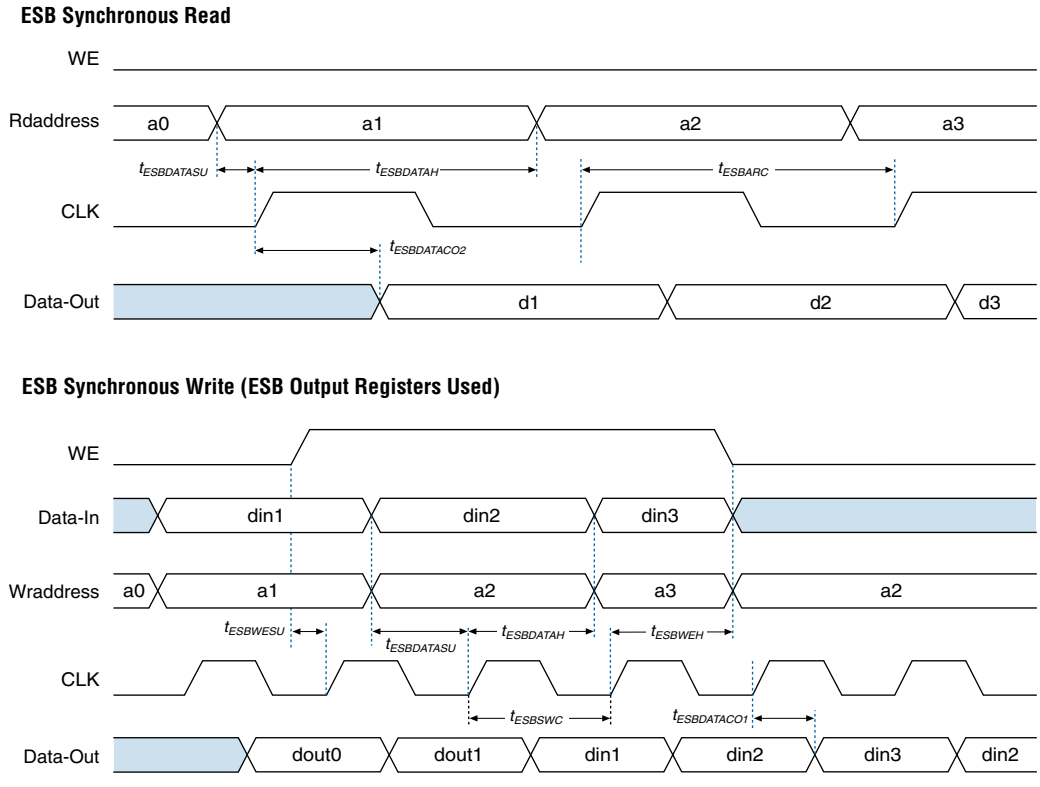 ESB Synchronous Read
WE
Rdaddress a0 a1 a2 a3
tESBDATASU tESBDATAH tESBARC
CLK
tESBDATACO2
Data-Out d1 d2 d3
ESB Synchronous Write (ESB Output Registers Used)
WE
Data-In din1 din2 din3
Wraddress a0 a1 a2 a3 a2
tESBWESU tESBDATASU tESBDATAH tESBWEH
CLK
tESBSWC tESBDATACO1
Data-Out dout0 dout1 din1 din2 din3 din2